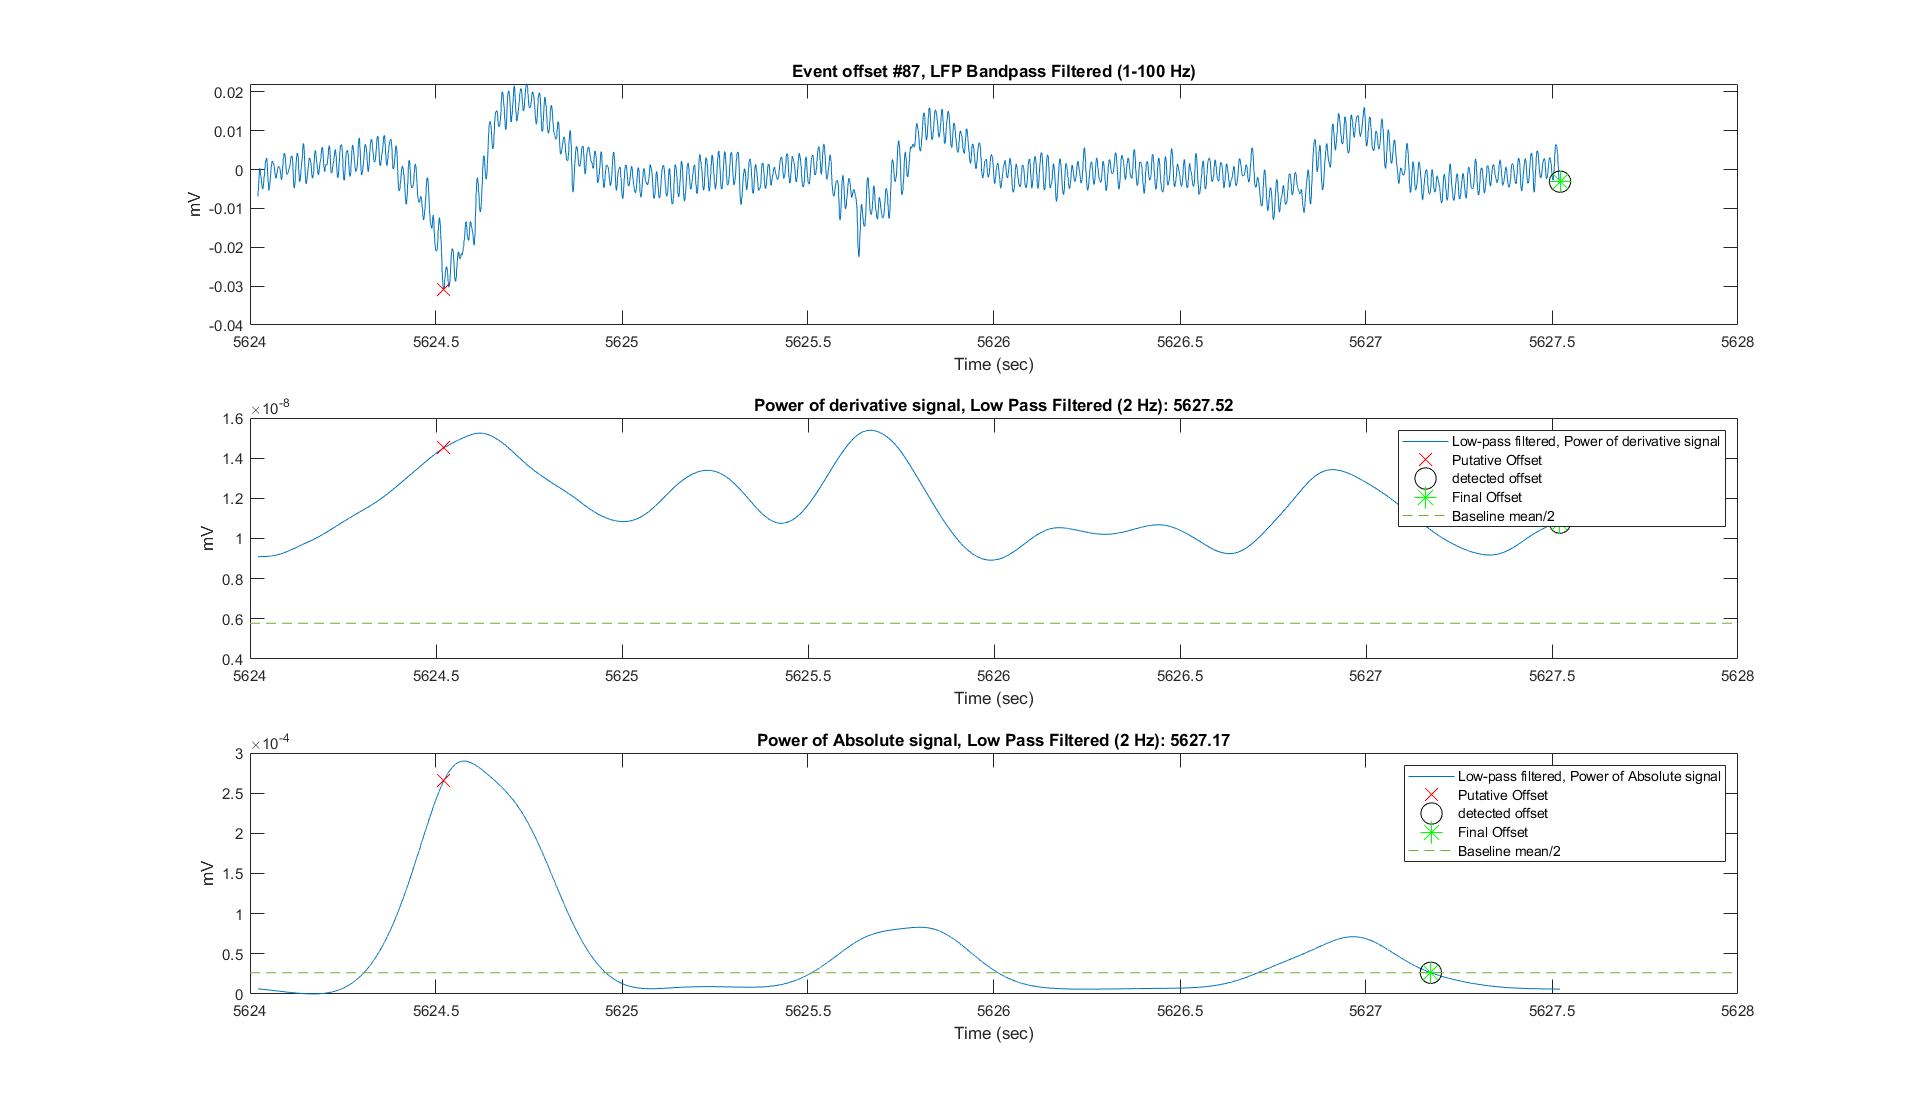 Event offset #87, LFP Bandpass Filtered (1-100 Hz)
0.02
0.01
0
-0.01
-0.02
-0.03
-0.04
mV
5624 5624.5 5625 5625.5 5626 5626.5 5627 5627.5 5628
Time (sec)
Power of derivative signal, Low Pass Filtered (2 Hz): 5627.52
×10-8
1.6
1.4
1.2
1
0.8
0.6
0.4
mV
Low-pass filtered, Power of derivative signal
Putative Offset
detected offset
Final Offset
Baseline mean/2
5624 5624.5 5625 5625.5 5626 5626.5 5627 5627.5 5628
Time (sec)
Power of Absolute signal, Low Pass Filtered (2 Hz): 5627.17
×10-4
3
2.5
2
1.5
1
0.5
0
mV
Low-pass filtered, Power of Absolute signal
Putative Offset
detected offset
Final Offset
Baseline mean/2
5624 5624.5 5625 5625.5 5626 5626.5 5627 5627.5 5628
Time (sec)